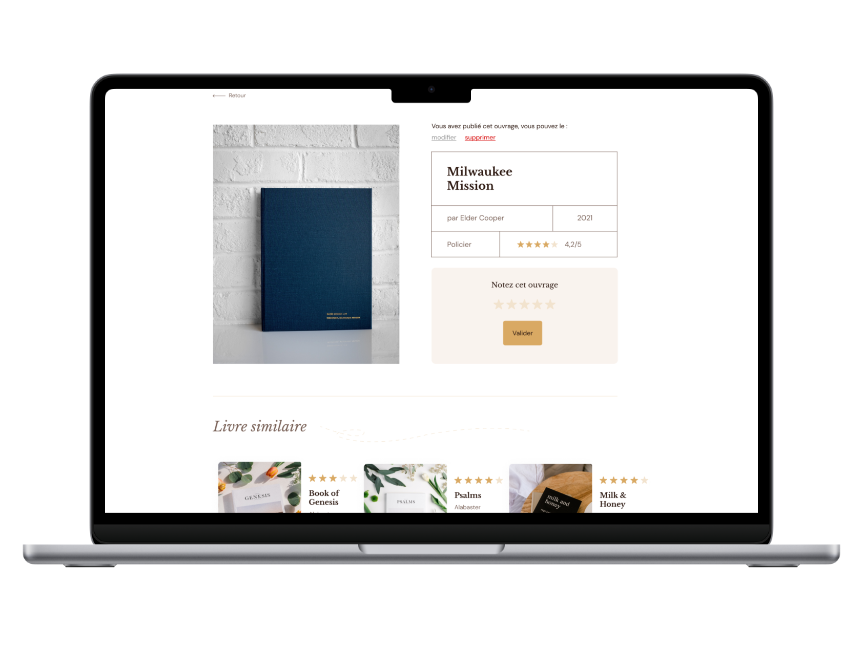 Retour
Vous avez publié cet ouvrage, vous pouvez le :
modifier supprimer
Milwaukee
Mission
par Elder Cooper 2021
Policier 4,2/5
Notez cet ouvrage
Valider
Livre similaire
GENESIS
Book of
Genesis
PSALMS
Psalms
Alabaster
milk and
honey
Milk &
Honey